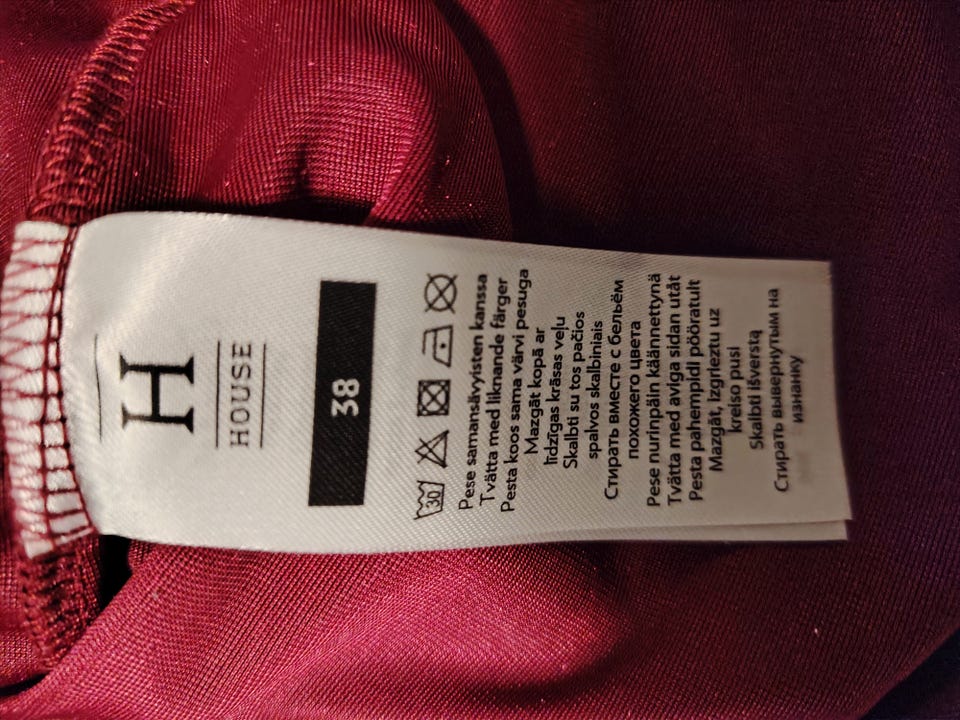 H
HOUSE
38
30
Pese samansävyisten kanssa
Tvätta med liknande färger
Pesta koos sama värvi pesuga
Mazgāt kopā ar
līdzīgas krāsas veļu
Skalbti su tos pačios
spalvos skalbiniais
Стирать вместе с бельём
похожего цвета
Pese nurinpäin käännettynä
Tvätta med aviga sidan utåt
Pesta pahempidi pööratult
Mazgāt, izgrieztu uz
kreiso pusi
Skalbti išverstą
Стирать вывернутым на
изнанку